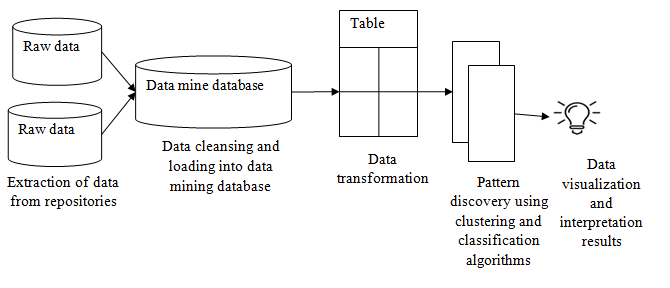 Raw data
Raw data
Extraction of data
from repositories
Data mine database
Data cleansing and
loading into data
mining database
Table
Data
transformation
Pattern
discovery using
clustering and
classification
algorithms
Data
visualization
and
interpretation
results